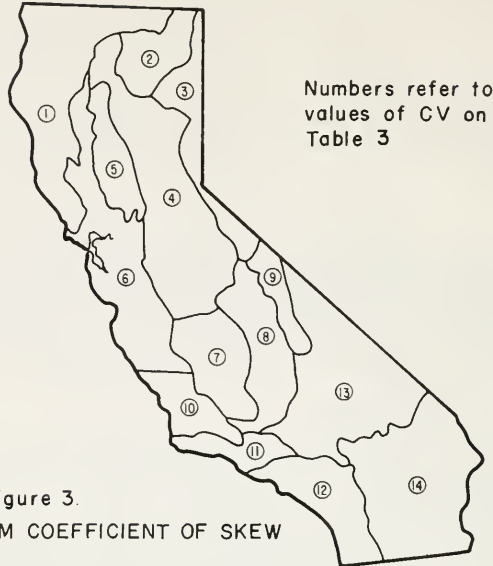 Numbers refer to
values of CV on
Table 3
1
2
3
5
4
6
9
8
7
13
10
11
12
14
gure 3.
M COEFFICIENT OF SKEW